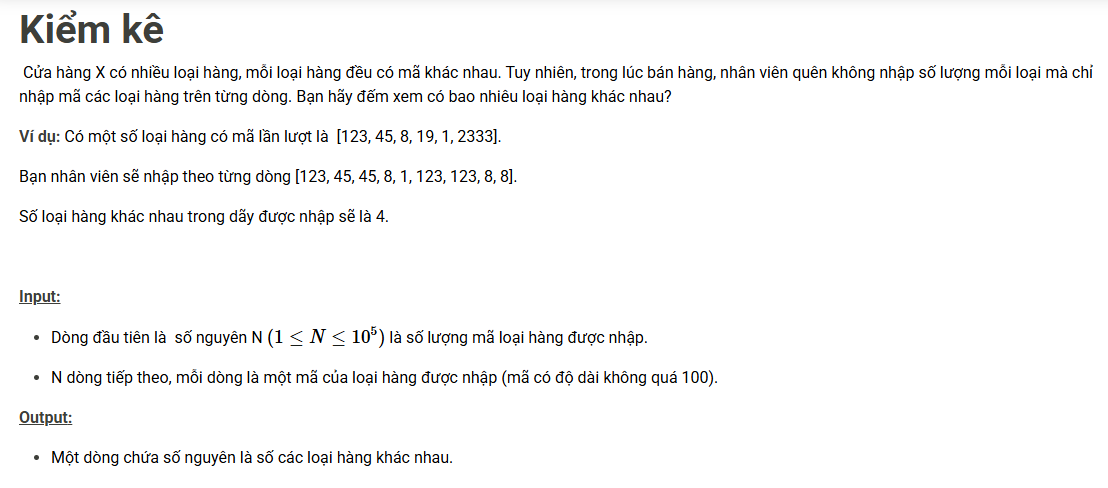 Kiểm kê
Cửa hàng X có nhiều loại hàng, mỗi loại hàng đều có mã khác nhau. Tuy nhiên, trong lúc bán hàng, nhân viên quên không nhập số lượng mỗi loại mà chỉ
nhập mã các loại hàng trên từng dòng. Bạn hãy đếm xem có bao nhiêu loại hàng khác nhau?
Ví dụ: Có một số loại hàng có mã lần lượt là [123, 45, 8, 19, 1, 2333].
Bạn nhân viên sẽ nhập theo từng dòng [123, 45, 45, 8, 1, 123, 123, 8, 8].
Số loại hàng khác nhau trong dãy được nhập sẽ là 4.
Input:
• Dòng đầu tiên là số nguyên N (1 ≤ N ≤ 10⁵) là số lượng mã loại hàng được nhập.
• N dòng tiếp theo, mỗi dòng là một mã của loại hàng được nhập (mã có độ dài không quá 100).
Output:
• Một dòng chứa số nguyên là số các loại hàng khác nhau.